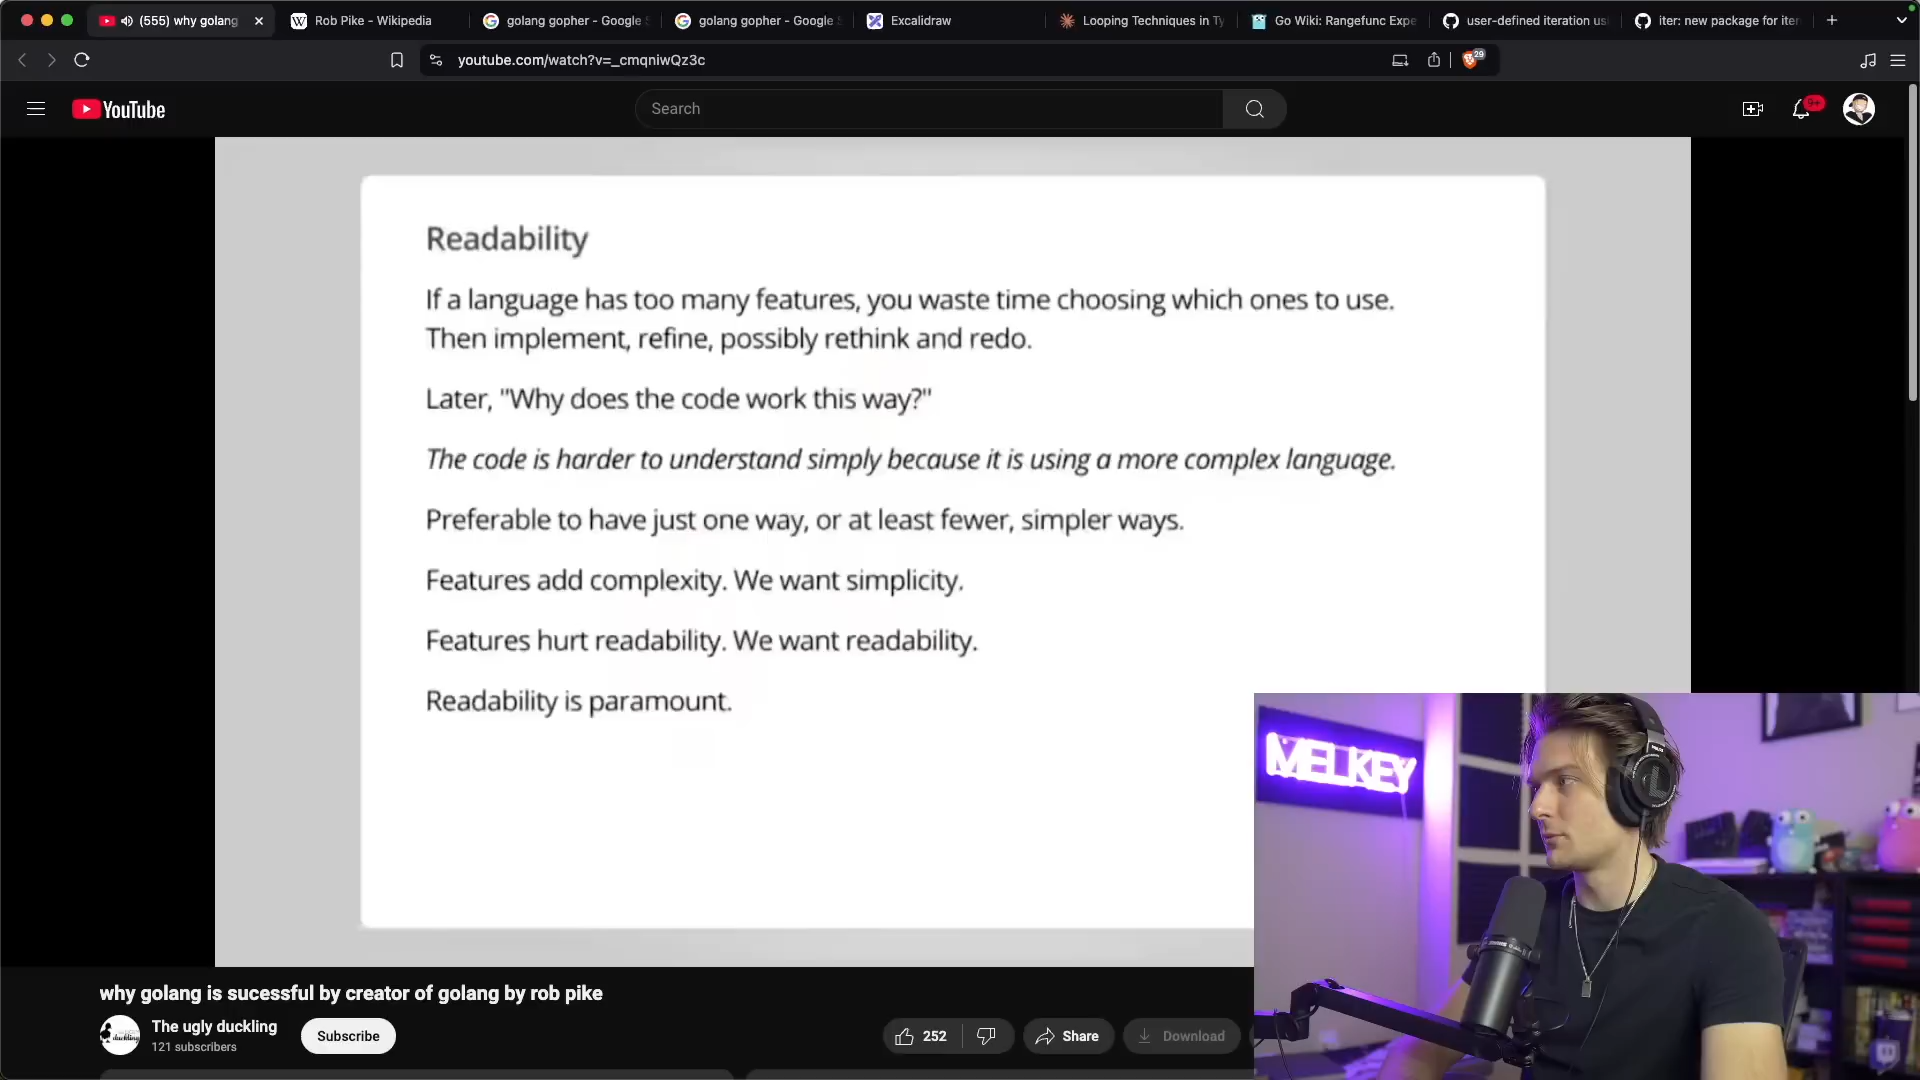 (555) why golang
Rob Pike - Wikipedia
golang gopher - Google
golang gopher - Google
Excalidraw
Looping Techniques in Ty
Go Wiki: Rangefunc Expe
user-defined iteration us
iter: new package for iter
youtube.com/watch?v=_cmqniwQz3c
29
YouTube
Search
9+
Readability
If a language has too many features, you waste time choosing which ones to use.
Then implement, refine, possibly rethink and redo.
Later, "Why does the code work this way?"
The code is harder to understand simply because it is using a more complex language.
Preferable to have just one way, or at least fewer, simpler ways.
Features add complexity. We want simplicity.
Features hurt readability. We want readability.
Readability is paramount.
MELKEY
why golang is sucessful by creator of golang by rob pike
The ugly duckling
121 subscribers
Subscribe
252
Share
Download